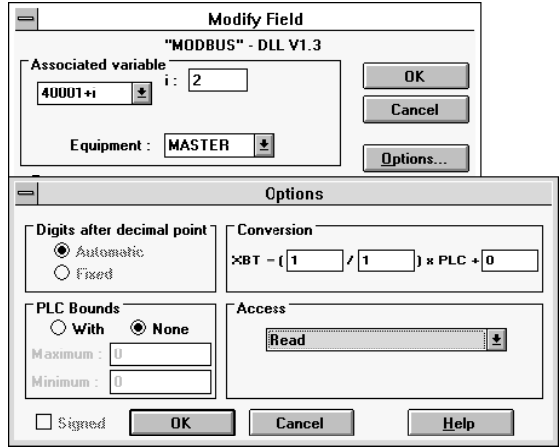 Modify Field
"MODBUS" - DLL V1.3
Associated variable
40001+i i : 2
OK
Cancel
Equipment : MASTER
Options...
Options
Digits after decimal point
Automatic
Fixed
Conversion
XBT = ( 1 / 1 ) x PLC + 0
PLC Bounds
With None
Maximum : 0
Minimum : 0
Access
Read
Signed OK Cancel Help